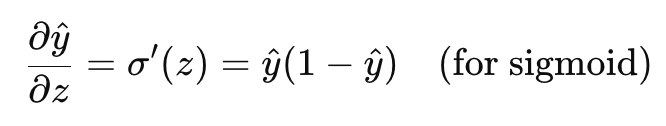 ∂ŷ/∂z = σ′(z) = ŷ(1 − ŷ) (for sigmoid)